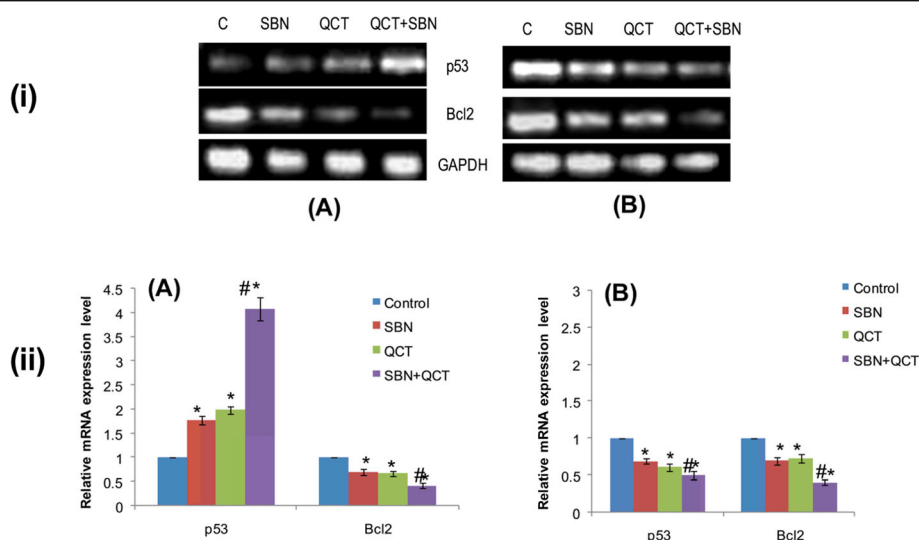 C SBN QCT QCT+SBN
C SBN QCT QCT+SBN
(i)
p53
Bcl2
GAPDH
(A)
(B)
(ii)
(A)
Relative mRNA expression level
4.5
4
3.5
3
2.5
2
1.5
1
0.5
0
* * #*
* * #*
p53 Bcl2
Control
SBN
QCT
SBN+QCT
(B)
Relative mRNA expression level
3
2.5
2
1.5
1
0.5
0
* * #*
* * #*
p53 Bcl2
Control
SBN
QCT
SBN+QCT